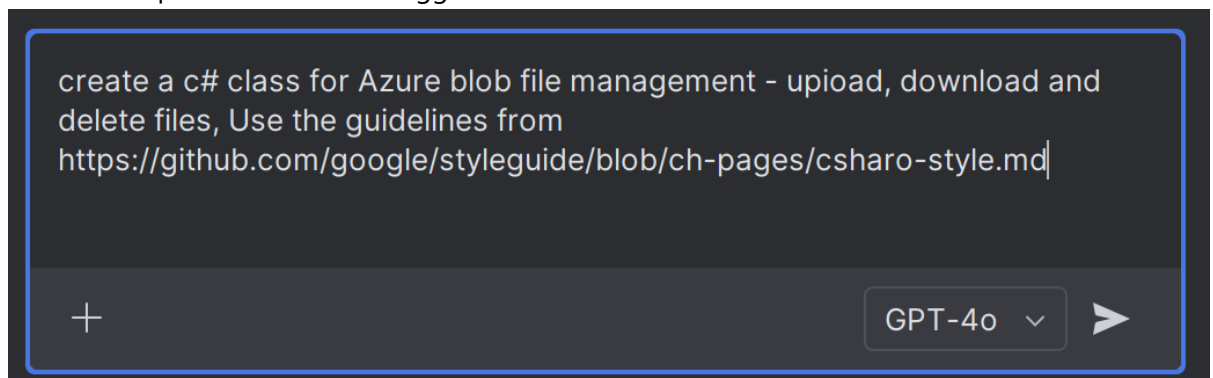 create a c# class for Azure blob file management - upioad, download and
delete files, Use the guidelines from
https://github.com/google/styleguide/blob/ch-pages/csharo-style.md
GPT-4o